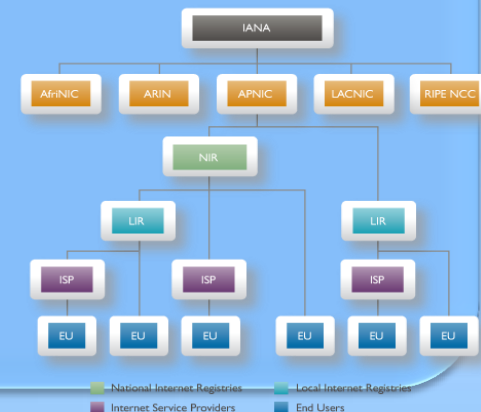 IANA
AfriNIC ARIN APNIC LACNIC RIPE NCC
NIR
LIR LIR
ISP ISP ISP
EU EU EU EU EU EU
National Internet Registries Local Internet Registries
Internet Service Providers End Users